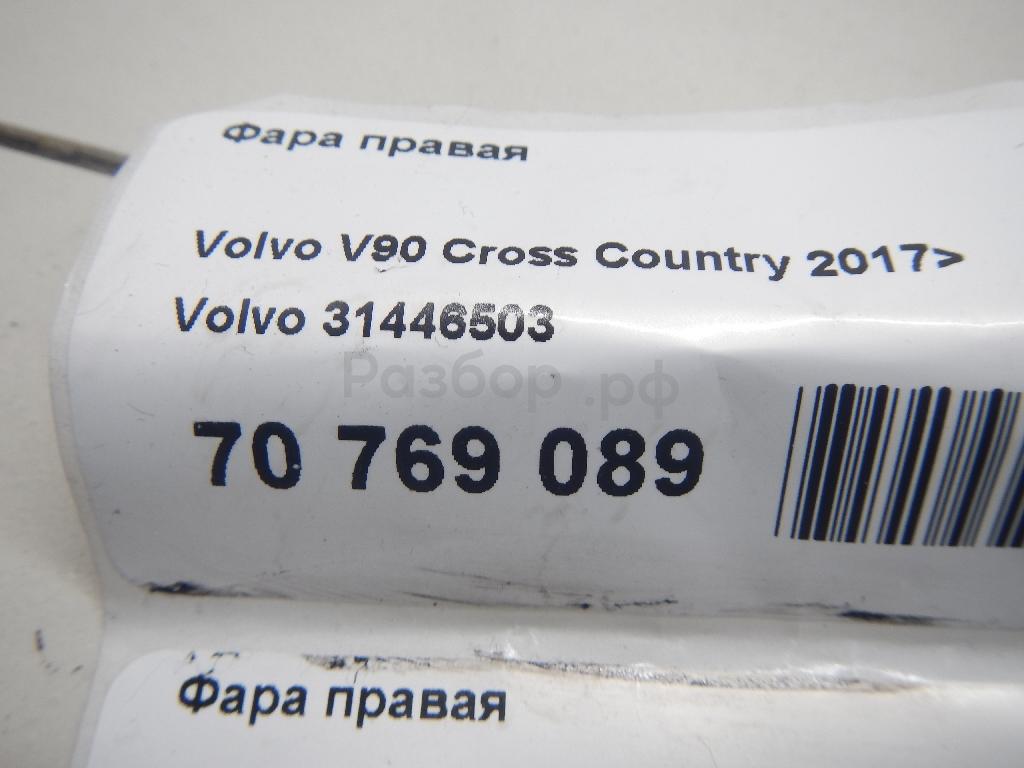 Фара правая
Volvo V90 Cross Country 2017>
Volvo 31446503
Разбор.рф
70 769 089
Фара правая